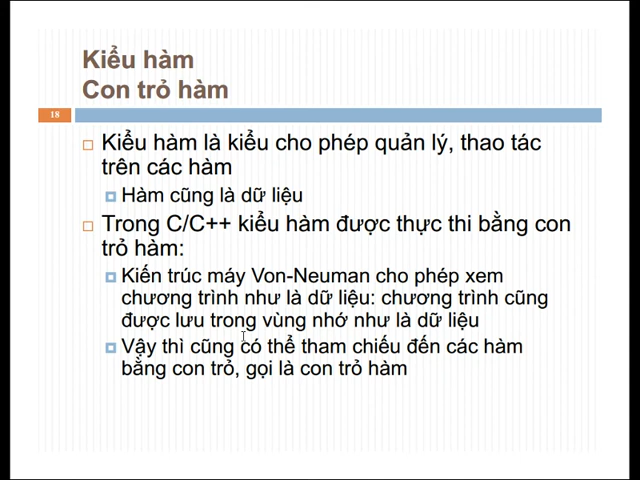 Kiểu hàm
Con trỏ hàm
18
Kiểu hàm là kiểu cho phép quản lý, thao tác
trên các hàm
Hàm cũng là dữ liệu
Trong C/C++ kiểu hàm được thực thi bằng con
trỏ hàm:
Kiến trúc máy Von-Neuman cho phép xem
chương trình như là dữ liệu: chương trình cũng
được lưu trong vùng nhớ như là dữ liệu
Vậy thì cũng có thể tham chiếu đến các hàm
bằng con trỏ, gọi là con trỏ hàm